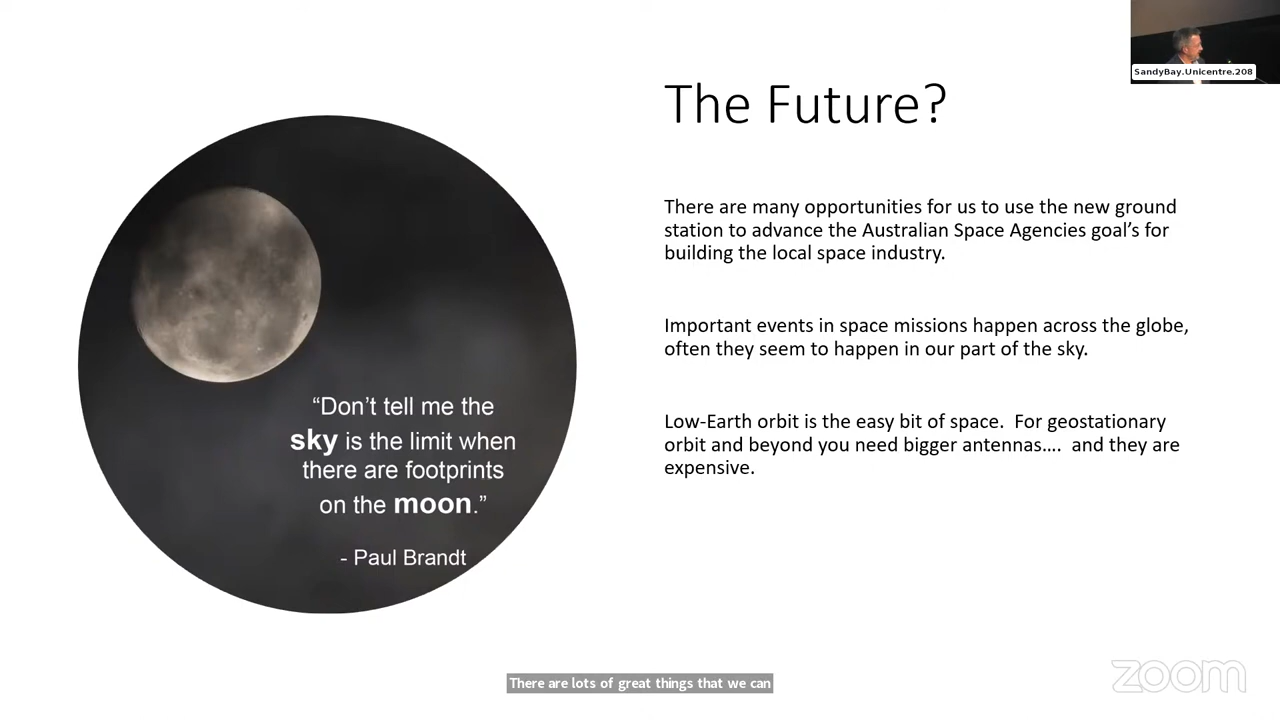 SandyBay.Unicentre.208
The Future?
There are many opportunities for us to use the new ground
station to advance the Australian Space Agencies goal’s for
building the local space industry.
Important events in space missions happen across the globe,
often they seem to happen in our part of the sky.
Low-Earth orbit is the easy bit of space.  For geostationary
orbit and beyond you need bigger antennas....  and they are
expensive.
“Don’t tell me the
sky is the limit when
there are footprints
on the moon.”
- Paul Brandt
There are lots of great things that we can
zoom